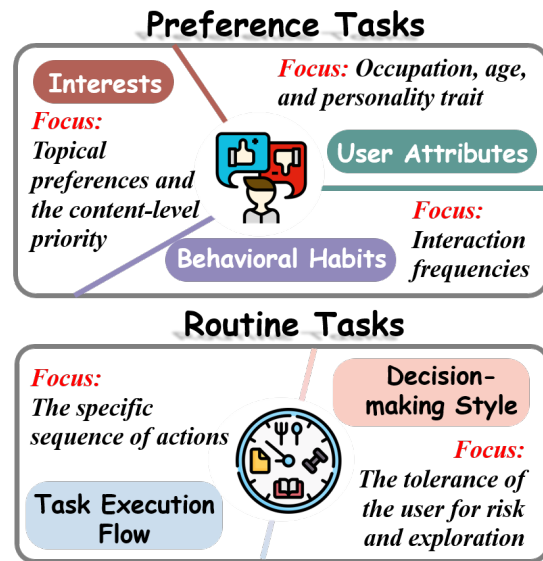 Preference Tasks
Interests
Focus:
Topical
preferences and
the content-level
priority
Focus: Occupation, age,
and personality trait
User Attributes
Focus:
Interaction
frequencies
Behavioral Habits
Routine Tasks
Focus:
The specific
sequence of actions
Task Execution
Flow
Decision-
making Style
Focus:
The tolerance of
the user for risk
and exploration